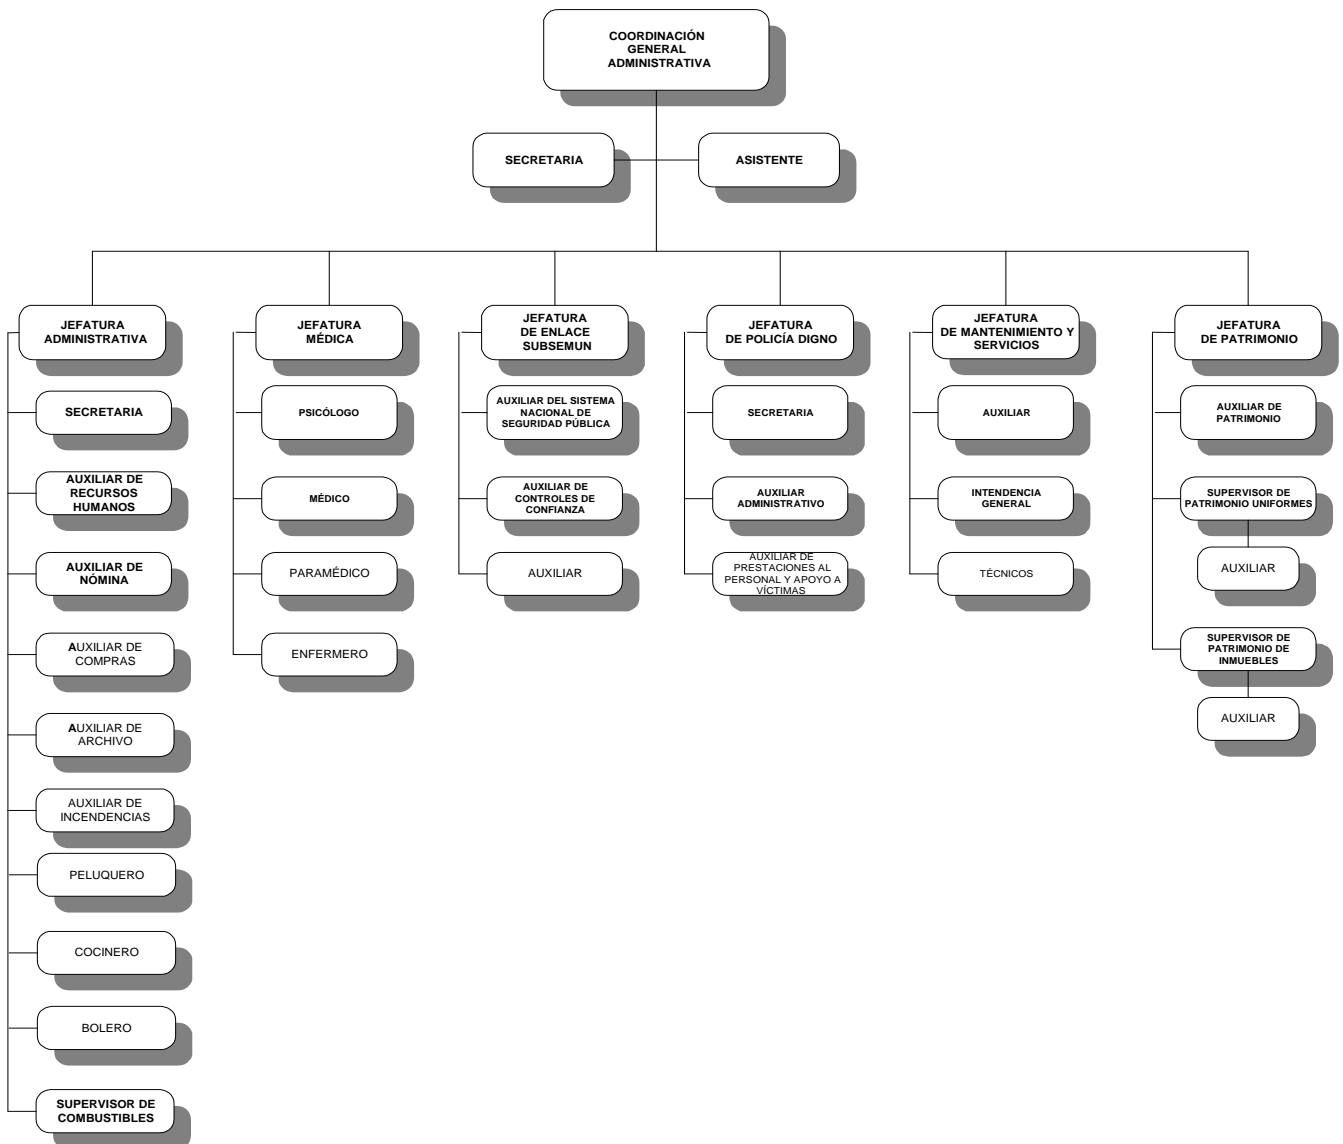 COORDINACIÓN
GENERAL
ADMINISTRATIVA
SECRETARIA
ASISTENTE
JEFATURA
ADMINISTRATIVA
SECRETARIA
AUXILIAR DE
RECURSOS
HUMANOS
AUXILIAR DE
NÓMINA
AUXILIAR DE
COMPRAS
AUXILIAR DE
ARCHIVO
AUXILIAR DE
INCENDENCIAS
PELUQUERO
COCINERO
BOLERO
SUPERVISOR DE
COMBUSTIBLES
JEFATURA
MÉDICA
PSICÓLOGO
MÉDICO
PARAMÉDICO
ENFERMERO
JEFATURA
DE ENLACE
SUBSEMUN
AUXILIAR DEL SISTEMA
NACIONAL DE
SEGURIDAD PÚBLICA
AUXILIAR DE
CONTROLES DE
CONFIANZA
AUXILIAR
JEFATURA
DE POLICÍA DIGNO
SECRETARIA
AUXILIAR
ADMINISTRATIVO
AUXILIAR DE
PRESTACIONES AL
PERSONAL Y APOYO A
VÍCTIMAS
JEFATURA
DE MANTENIMIENTO Y
SERVICIOS
AUXILIAR
INTENDENCIA
GENERAL
TÉCNICOS
JEFATURA
DE PATRIMONIO
AUXILIAR DE
PATRIMONIO
SUPERVISOR DE
PATRIMONIO UNIFORMES
AUXILIAR
SUPERVISOR DE
PATRIMONIO DE
INMUEBLES
AUXILIAR